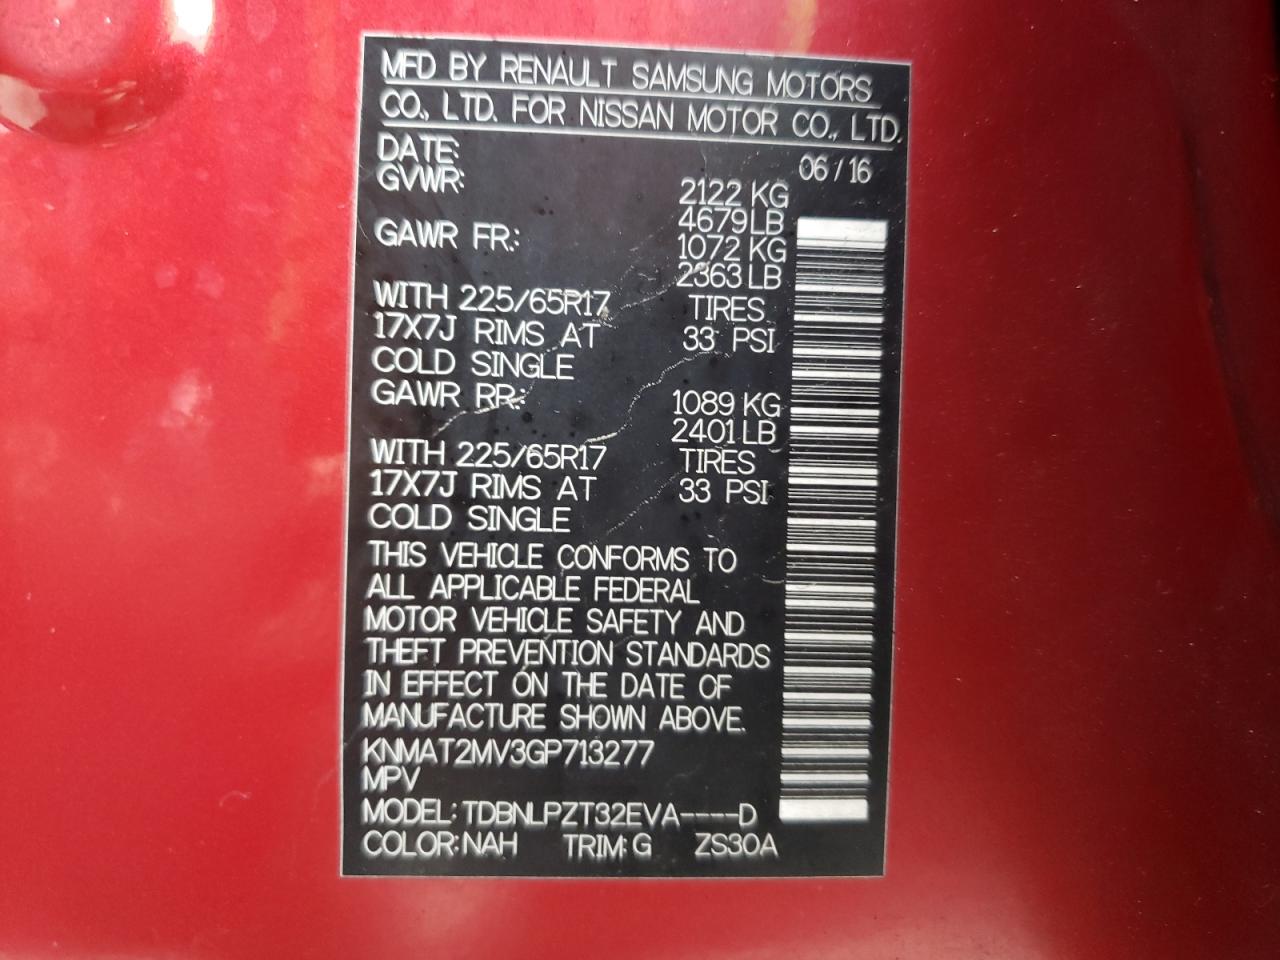 MFD BY RENAULT SAMSUNG MOTORS
CO., LTD. FOR NISSAN MOTOR CO., LTD.
DATE: 06/16
GVWR: 2122 KG
4679 LB
GAWR FR.: 1072 KG
2363 LB
WITH 225/65R17 TIRES
17X7J RIMS AT 33 PSI
COLD SINGLE
GAWR RR.: 1089 KG
2401 LB
WITH 225/65R17 TIRES
17X7J RIMS AT 33 PSI
COLD SINGLE
THIS VEHICLE CONFORMS TO
ALL APPLICABLE FEDERAL
MOTOR VEHICLE SAFETY AND
THEFT PREVENTION STANDARDS
IN EFFECT ON THE DATE OF
MANUFACTURE SHOWN ABOVE.
KNMAT2MV3GP713277
MPV
MODEL: TDBNLPZT32EVA----D
COLOR: NAH TRIM: G ZS30A